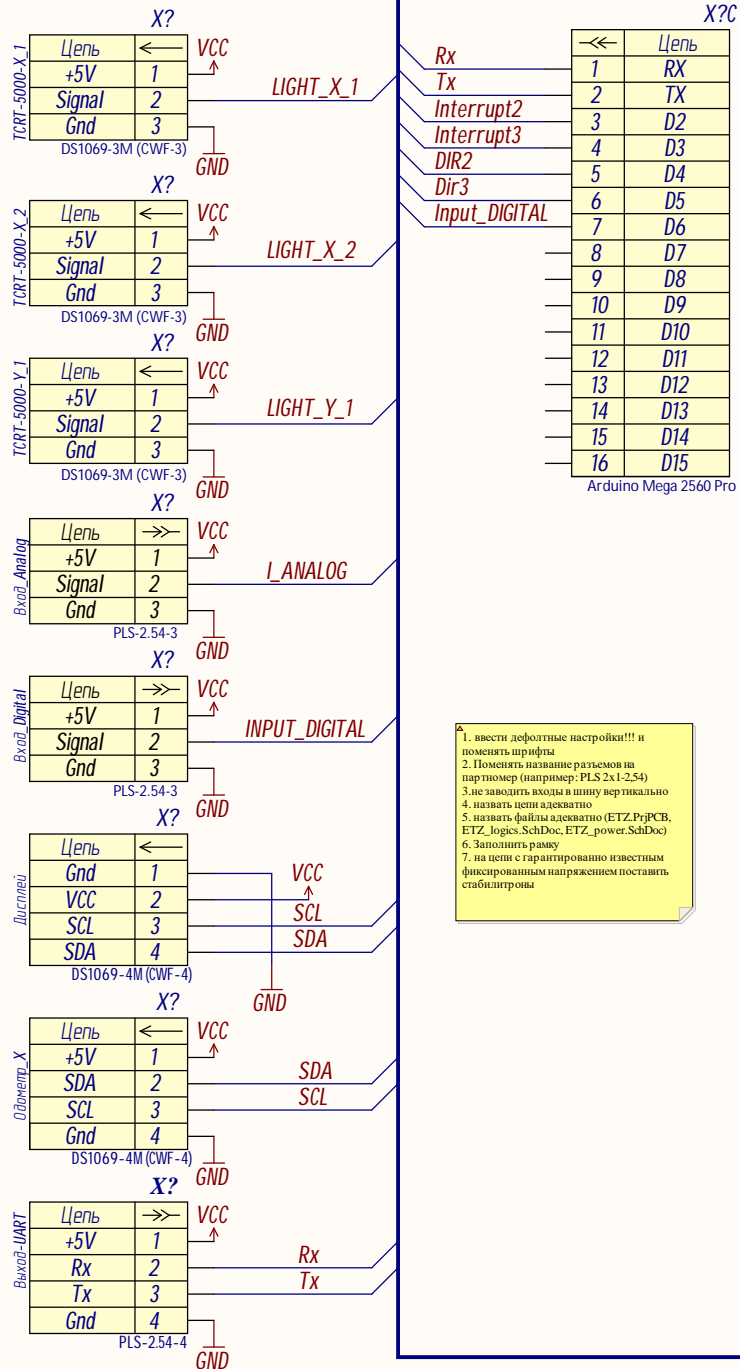 X?
TCRT-5000-X_1
Цепь
+5V 1
Signal 2
Gnd 3
DS1069-3M (CWF-3)
VCC
LIGHT_X_1
GND
X?
TCRT-5000-X_2
Цепь
+5V 1
Signal 2
Gnd 3
DS1069-3M (CWF-3)
VCC
LIGHT_X_2
GND
X?
TCRT-5000-Y_1
Цепь
+5V 1
Signal 2
Gnd 3
DS1069-3M (CWF-3)
VCC
LIGHT_Y_1
GND
X?
Вход_Analog
Цепь
+5V 1
Signal 2
Gnd 3
PLS-2.54-3
VCC
I_ANALOG
GND
X?
Вход_Digital
Цепь
+5V 1
Signal 2
Gnd 3
PLS-2.54-3
VCC
INPUT_DIGITAL
GND
Дисплей
Цепь
Gnd 1
VCC 2
SCL 3
SDA 4
DS1069-4M (CWF-4)
VCC
SCL
SDA
GND
X?
Одометр_X
Цепь
+5V 1
SDA 2
SCL 3
Gnd 4
DS1069-4M (CWF-4)
VCC
SDA
SCL
GND
X?
Выход-UART
Цепь
+5V 1
Rx 2
Tx 3
Gnd 4
PLS-2.54-4
VCC
Rx
Tx
GND
X?C
Цепь
Rx 1 RX
Tx 2 TX
Interrupt2 3 D2
Interrupt3 4 D3
DIR2 5 D4
Dir3 6 D5
Input_DIGITAL 7 D6
8 D7
9 D8
10 D9
11 D10
12 D11
13 D12
14 D13
15 D14
16 D15
Arduino Mega 2560 Pro
1. ввести дефолтные настройки!!! и
поменять шрифты
2. Поменять название разъемов на
партномер (например: PLS 2x1-2,54)
3.не заводить входы в шину вертикально
4. назвать цепи адекватно
5. назвать файлы адекватно (ETZ.PrjPCB,
ETZ_logics.SchDoc, ETZ_power.SchDoc)
6. Заполнить рамку
7. на цепи с гарантированно известным
фиксированным напряжением поставить
стабилитроны